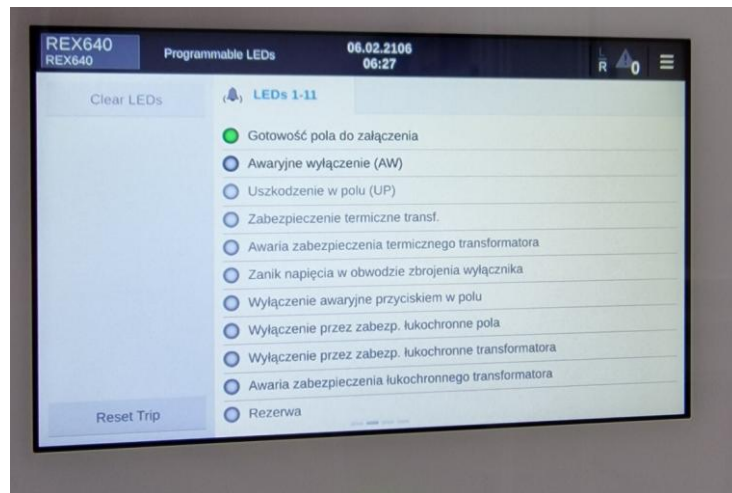 REX640
REX640
Programmable LEDs
06.02.2106
06:27
L
R
0
Clear LEDs
LEDs 1-11
Gotowość pola do załączenia
Awaryjne wyłączenie (AW)
Uszkodzenie w polu (UP)
Zabezpieczenie termiczne transf.
Awaria zabezpieczenia termicznego transformatora
Zanik napięcia w obwodzie zbrojenia wyłącznika
Wyłączenie awaryjne przyciskiem w polu
Wyłączenie przez zabezp. łukochronne pola
Wyłączenie przez zabezp. łukochronne transformatora
Awaria zabezpieczenia łukochronnego transformatora
Rezerwa
Reset Trip